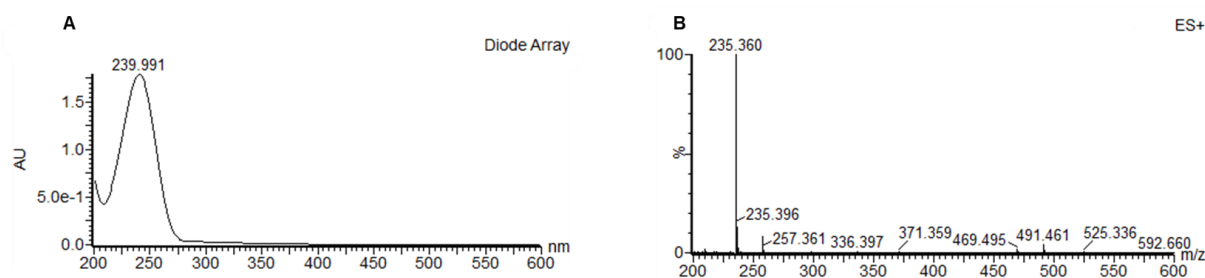 A
Diode Array
239.991
1.5
1.0
5.0e-1
0.0
AU
200 250 300 350 400 450 500 550 600 nm
B
ES+
235.360
100
%
0
235.396
257.361
336.397
371.359
469.495
491.461
525.336
592.660
200 250 300 350 400 450 500 550 600 m/z